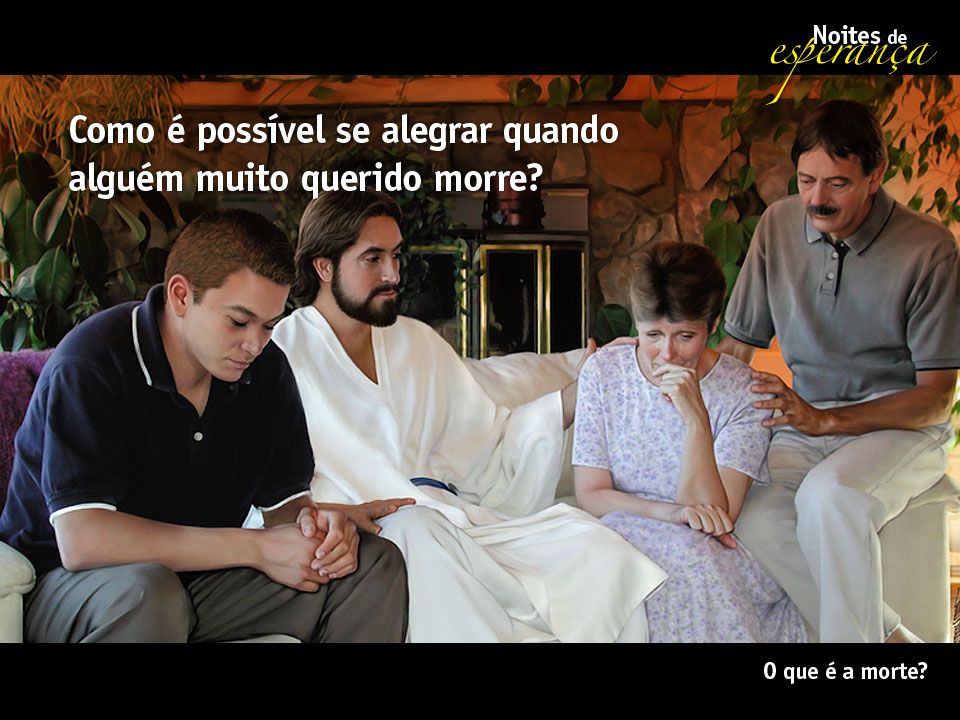 Noites de
esperança
Como é possível se alegrar quando
alguém muito querido morre?
O que é a morte?